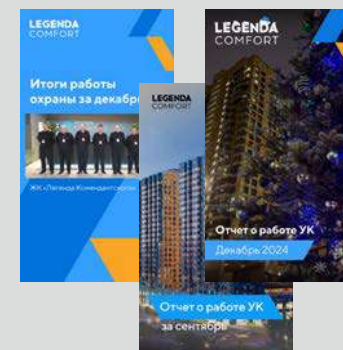 LEGENDA
COMFORT
Итоги работы
охраны за декабрь
ЖК «Легенда Комендантского»
LEGENDA
COMFORT
Отчет о работе УК
за сентябрь
LEGENDA
COMFORT
Отчет о работе УК
Декабрь 2024